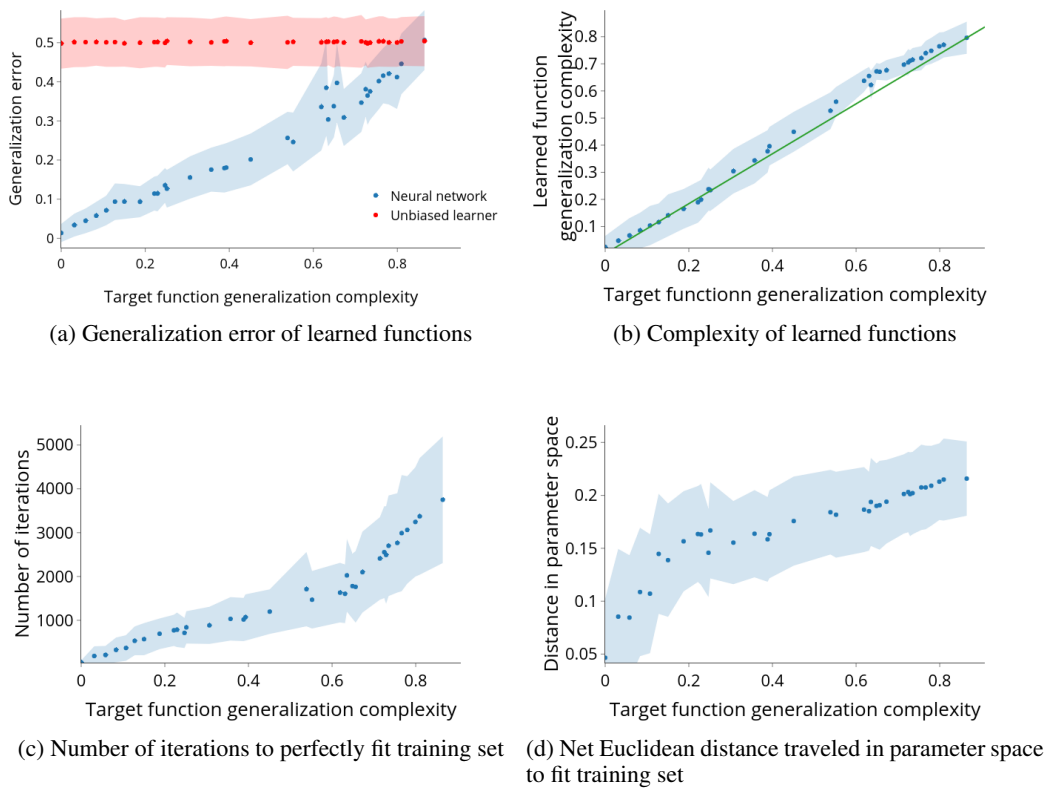 Generalization error
0.5
0.4
0.3
0.2
0.1
0
0
0.2
0.4
0.6
0.8
Neural network
Unbiased learner
Target function generalization complexity
(a) Generalization error of learned functions
Learned function
generalization complexity
0.8
0.7
0.6
0.5
0.4
0.3
0.2
0.1
0
0.2
0.4
0.6
0.8
Target functionn generalization complexity
(b) Complexity of learned functions
Number of iterations
5000
4000
3000
2000
1000
0
0.2
0.4
0.6
0.8
Target function generalization complexity
(c) Number of iterations to perfectly fit training set
Distance in parameter space
0.25
0.2
0.15
0.1
0.05
0
0.2
0.4
0.6
0.8
Target function generalization complexity
(d) Net Euclidean distance traveled in parameter space
to fit training set